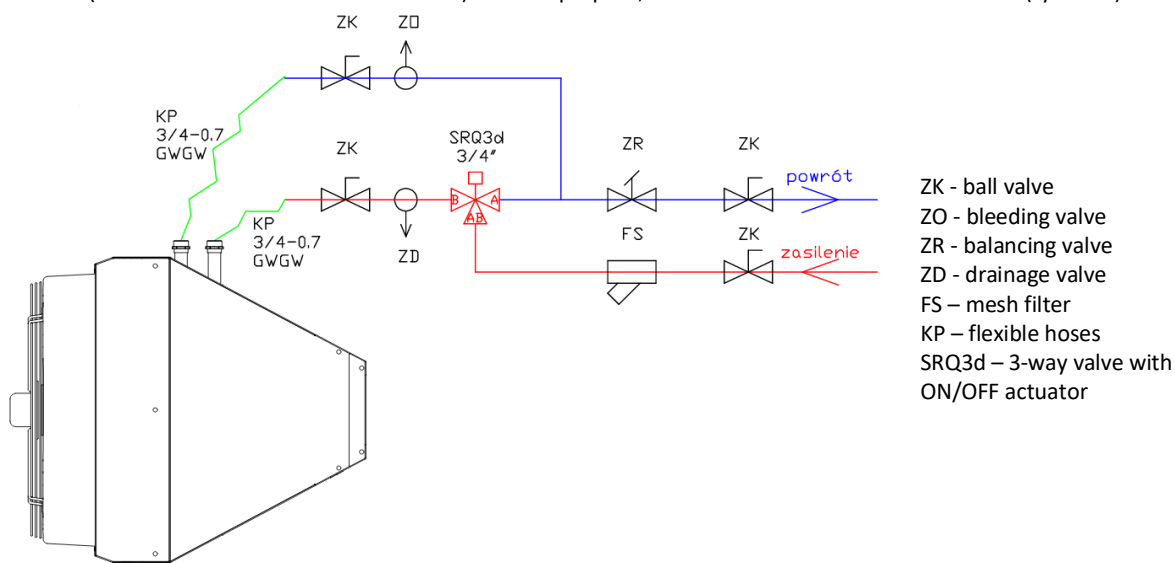 ZK
ZO
KP
3/4-0.7
GWGW
ZK
SRQ3d
3/4"
ZR
ZK
powrót
B
A
AB
KP
3/4-0.7
GWGW
ZD
FS
ZK
zasilenie
ZK - ball valve
ZO - bleeding valve
ZR - balancing valve
ZD - drainage valve
FS – mesh filter
KP – flexible hoses
SRQ3d – 3-way valve with
ON/OFF actuator